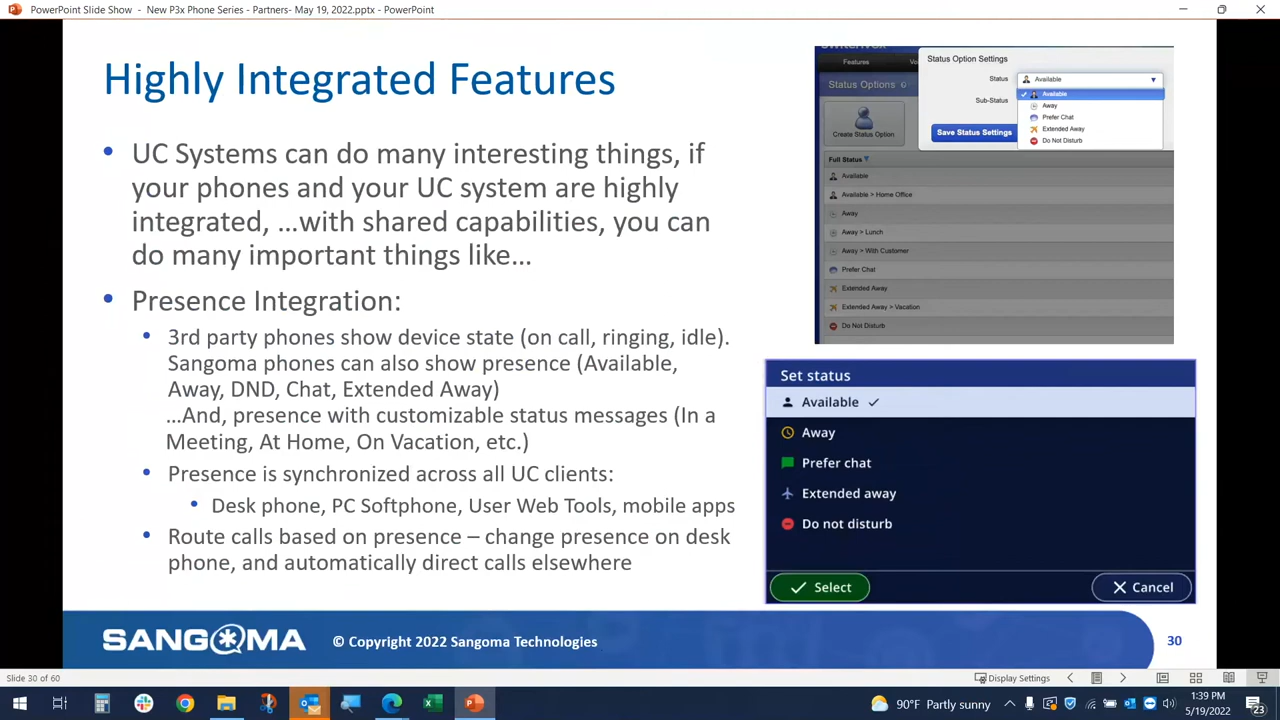 PowerPoint Slide Show - New P3x Phone Series - Partners- May 19, 2022.pptx - PowerPoint
Highly Integrated Features
• UC Systems can do many interesting things, if
your phones and your UC system are highly
integrated, …with shared capabilities, you can
do many important things like…
• Presence Integration:
• 3rd party phones show device state (on call, ringing, idle).
Sangoma phones can also show presence (Available,
Away, DND, Chat, Extended Away)
…And, presence with customizable status messages (In a
Meeting, At Home, On Vacation, etc.)
• Presence is synchronized across all UC clients:
• Desk phone, PC Softphone, User Web Tools, mobile apps
• Route calls based on presence – change presence on desk
phone, and automatically direct calls elsewhere
Features
Status Options
Create Status Option
Status Option Settings
Status
Available
Available
Away
Prefer Chat
Extended Away
Do Not Disturb
Sub-Status
Save Status Settings
Full Status
Available
Available > Home Office
Away
Away > Lunch
Away > With Customer
Prefer Chat
Extended Away
Extended Away > Vacation
Do Not Disturb
Set status
Available
Away
Prefer chat
Extended away
Do not disturb
Select
Cancel
SANGOMA
© Copyright 2022 Sangoma Technologies
30
Slide 30 of 60
Display Settings
90°F Partly sunny
1:39 PM
5/19/2022
23